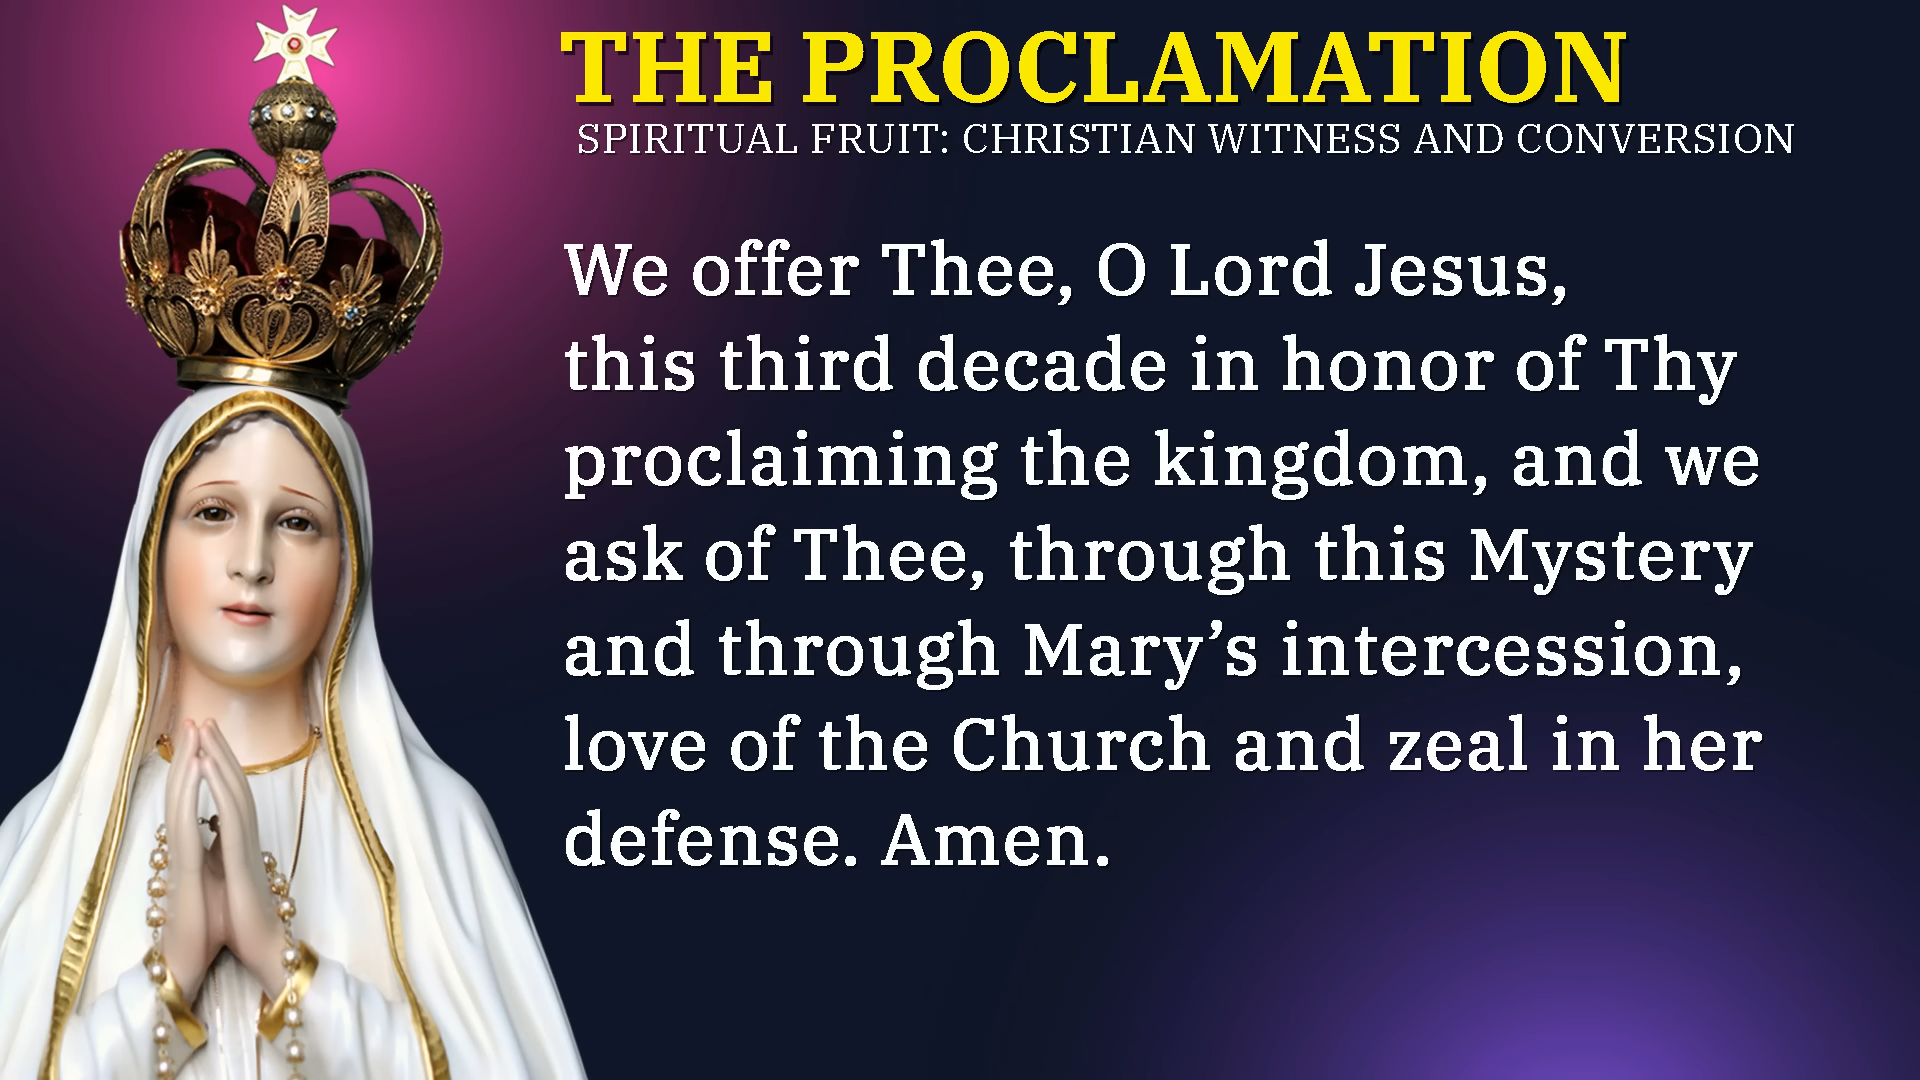 THE PROCLAMATION
SPIRITUAL FRUIT: CHRISTIAN WITNESS AND CONVERSION
We offer Thee, O Lord Jesus,
this third decade in honor of Thy
proclaiming the kingdom, and we
ask of Thee, through this Mystery
and through Mary’s intercession,
love of the Church and zeal in her
defense. Amen.